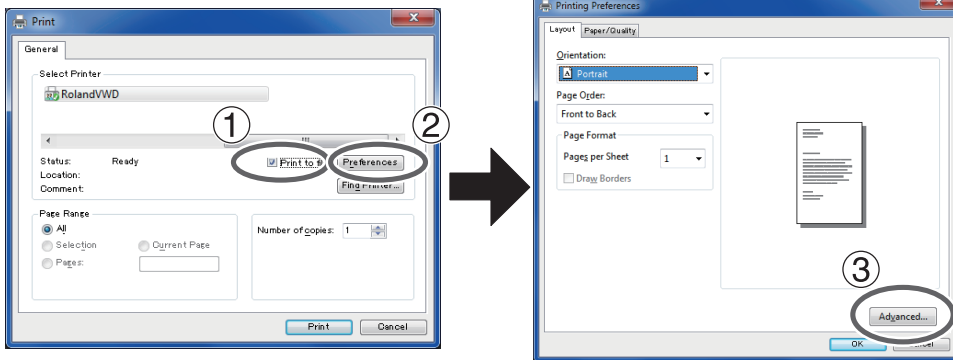 Print
General
Select Printer
RolandVWD
1
2
Status: Ready
Print to
Preferences
Location:
Comment:
Page Range
All
Selection
Current Page
Pages:
Number of copies: 1
Print
Cancel
Printing Preferences
Layout
Paper/Quality
Orientation:
Portrait
Page Order:
Front to Back
Page Format
Pages per Sheet 1
Draw Borders
3
Advanced...
OK